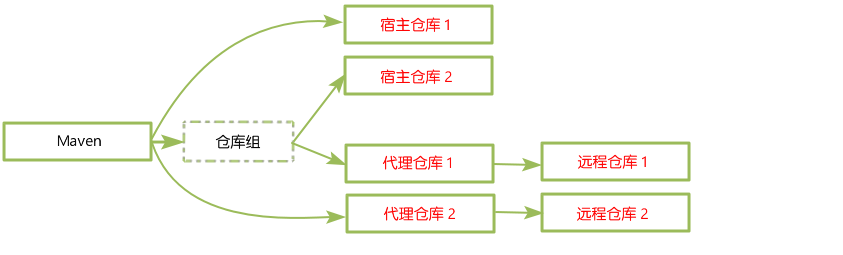 宿主仓库 1
宿主仓库 2
Maven
仓库组
代理仓库 1
远程仓库 1
代理仓库 2
远程仓库 2